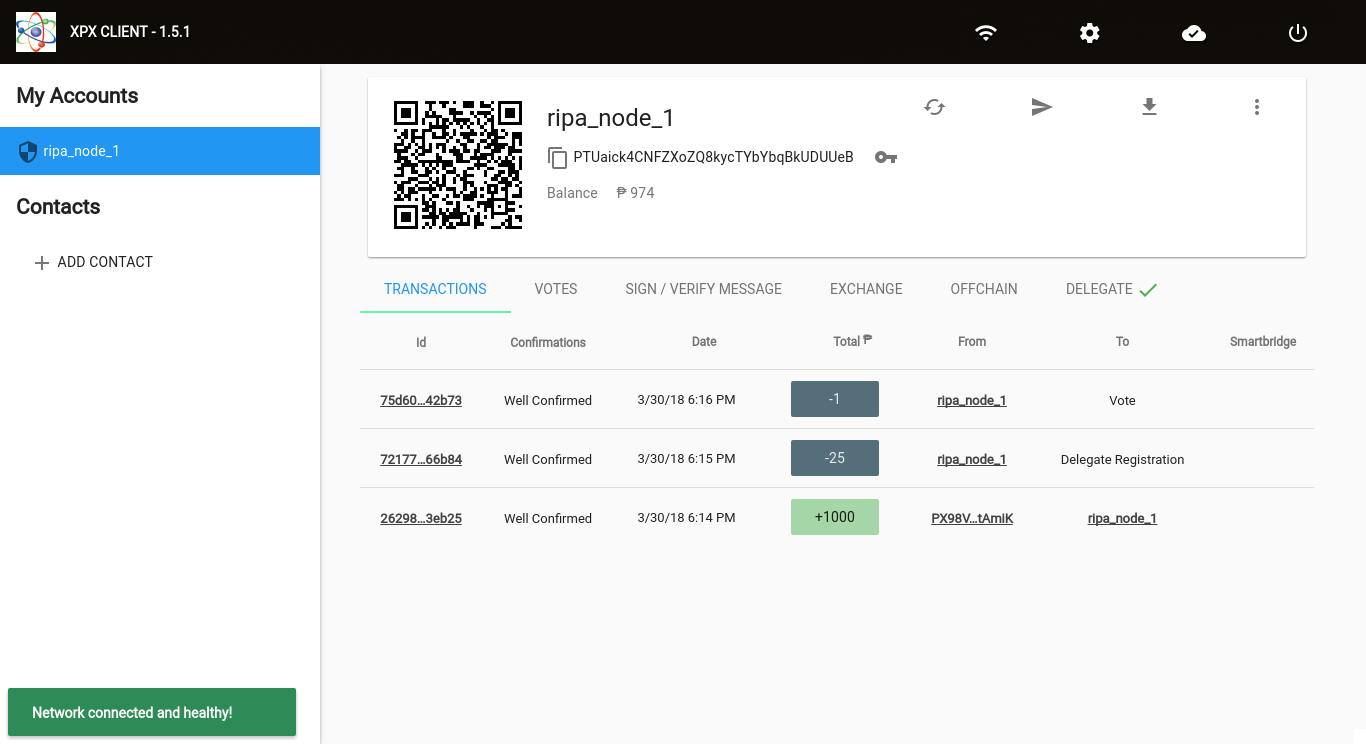 XPX CLIENT - 1.5.1
My Accounts
ripa_node_1
Contacts
ADD CONTACT
ripa_node_1
PTUaick4CNFZXoZQ8kycTYbYbqBkUDUUeB
Balance ₱ 974
TRANSACTIONS VOTES SIGN / VERIFY MESSAGE EXCHANGE OFFCHAIN DELEGATE
Id Confirmations Date Total ₱ From To Smartbridge
75d60...42b73 Well Confirmed 3/30/18 6:16 PM -1 ripa_node_1 Vote
72177...66b84 Well Confirmed 3/30/18 6:15 PM -25 ripa_node_1 Delegate Registration
26298...3eb25 Well Confirmed 3/30/18 6:14 PM +1000 PX98V...tAmiK ripa_node_1
Network connected and healthy!